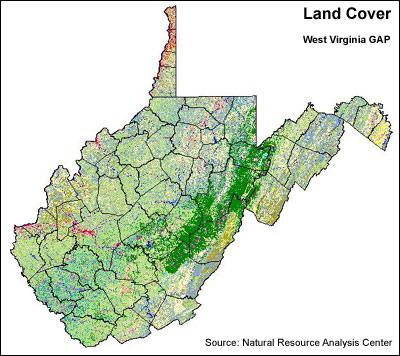 Land Cover
West Virginia GAP
Source: Natural Resource Analysis Center